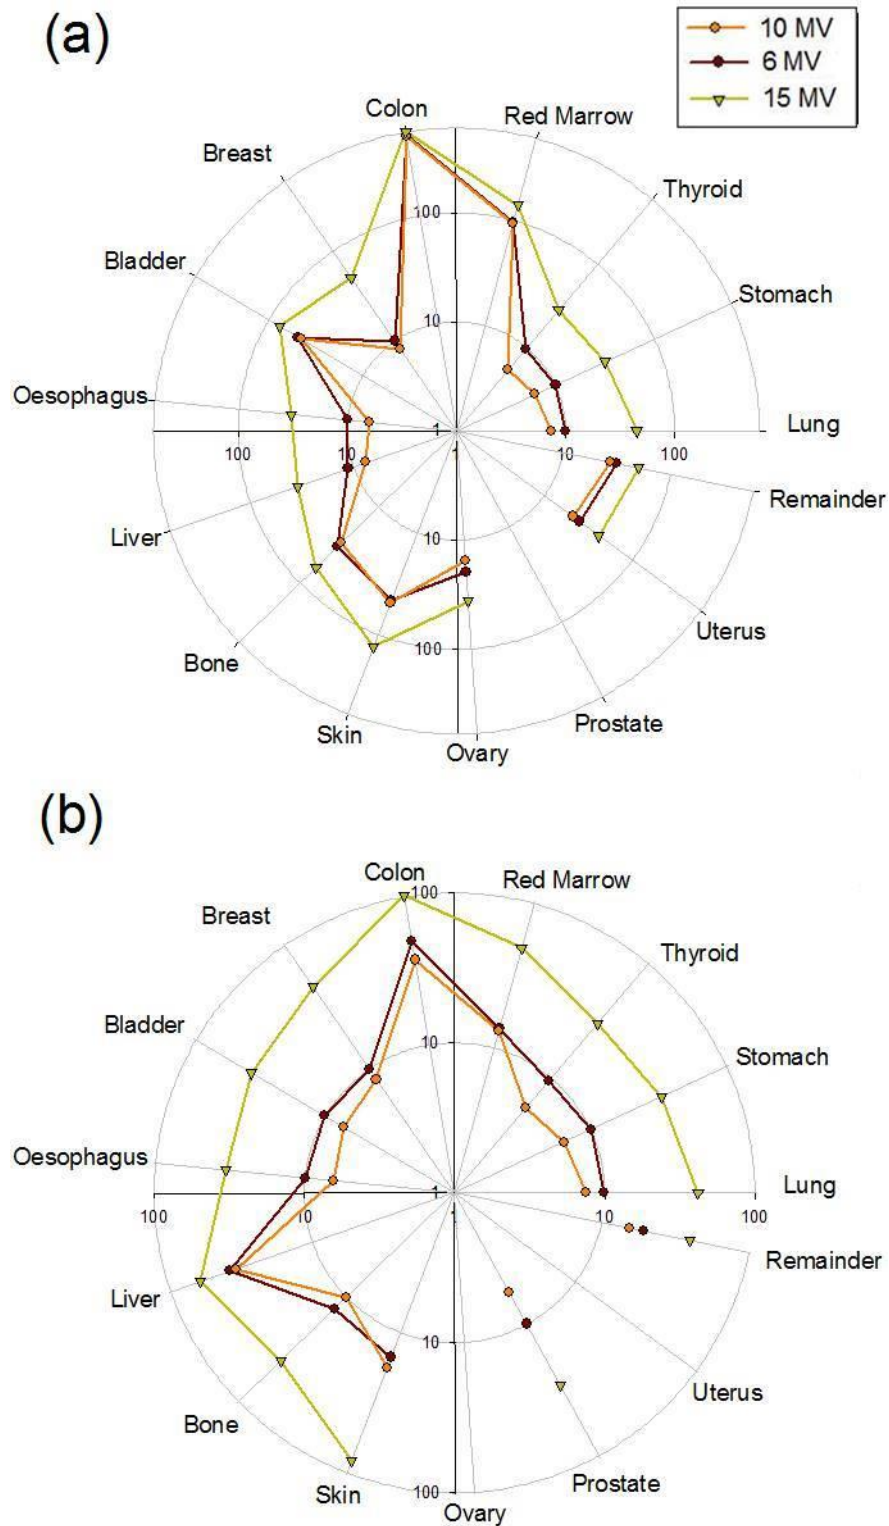 (a)
10 MV
6 MV
15 MV
Colon
Red Marrow
Breast
Thyroid
100
Bladder
Stomach
10
Oesophagus
Lung
1
100
10
1
10
100
Remainder
10
Liver
Uterus
Bone
100
Prostate
Skin
Ovary
(b)
Colon
100
Red Marrow
Breast
Thyroid
Bladder
10
Stomach
Oesophagus
Lung
1
100
10
1
10
100
Remainder
Liver
10
Uterus
Bone
Prostate
Skin
100
Ovary